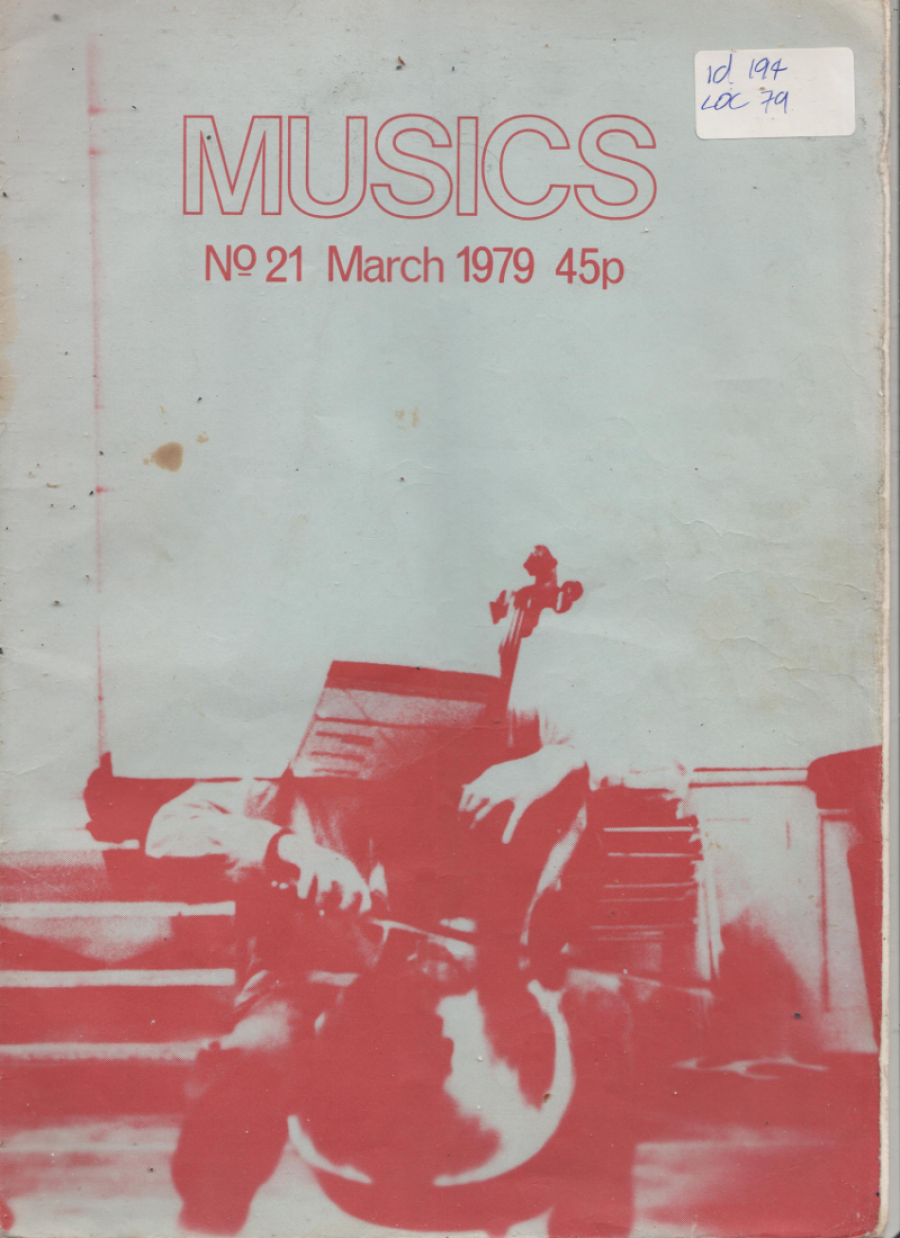 id 194
LOC 79
MUSICS
Nº 21 March 1979 45p